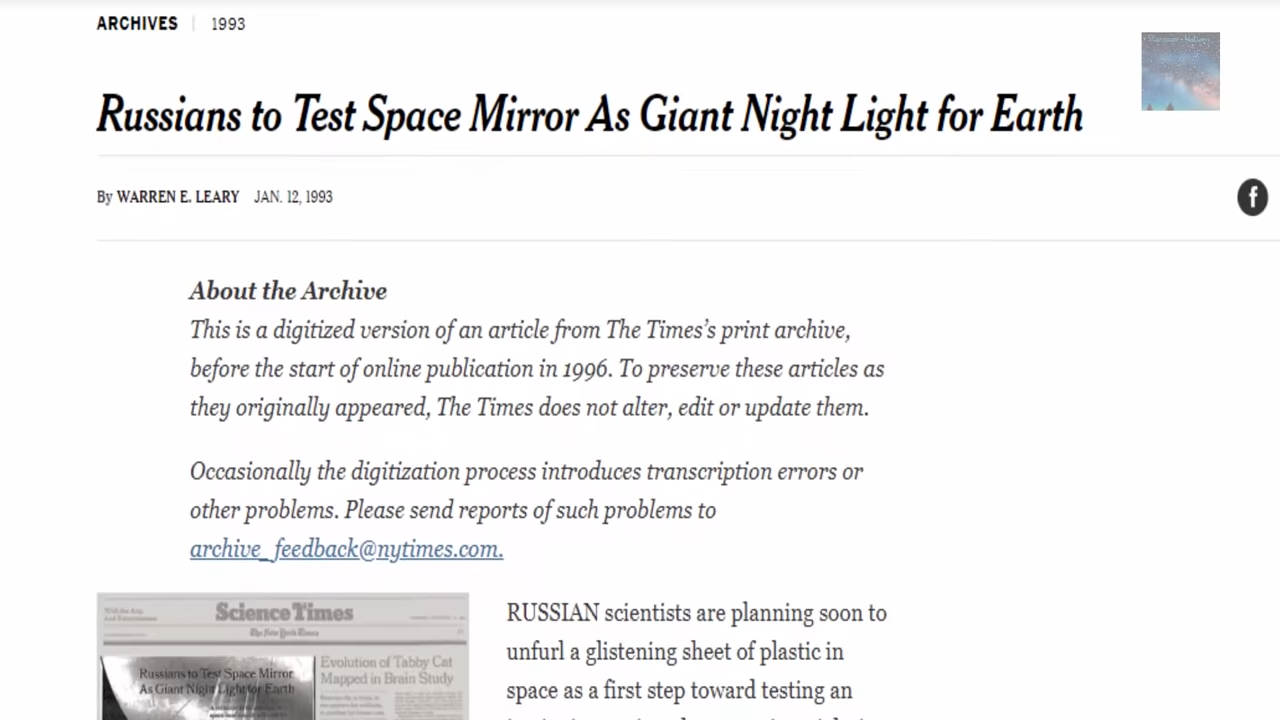 ARCHIVES | 1993
Russians to Test Space Mirror As Giant Night Light for Earth
By WARREN E. LEARY JAN. 12, 1993
f
About the Archive
This is a digitized version of an article from The Times’s print archive,
before the start of online publication in 1996. To preserve these articles as
they originally appeared, The Times does not alter, edit or update them.
Occasionally the digitization process introduces transcription errors or
other problems. Please send reports of such problems to
archive_feedback@nytimes.com.
Science Times
The New York Times
Evolution of Tabby Cat
Mapped in Brain Study
Russians to Test Space Mirror
As Giant Night Light for Earth
RUSSIAN scientists are planning soon to
unfurl a glistening sheet of plastic in
space as a first step toward testing an